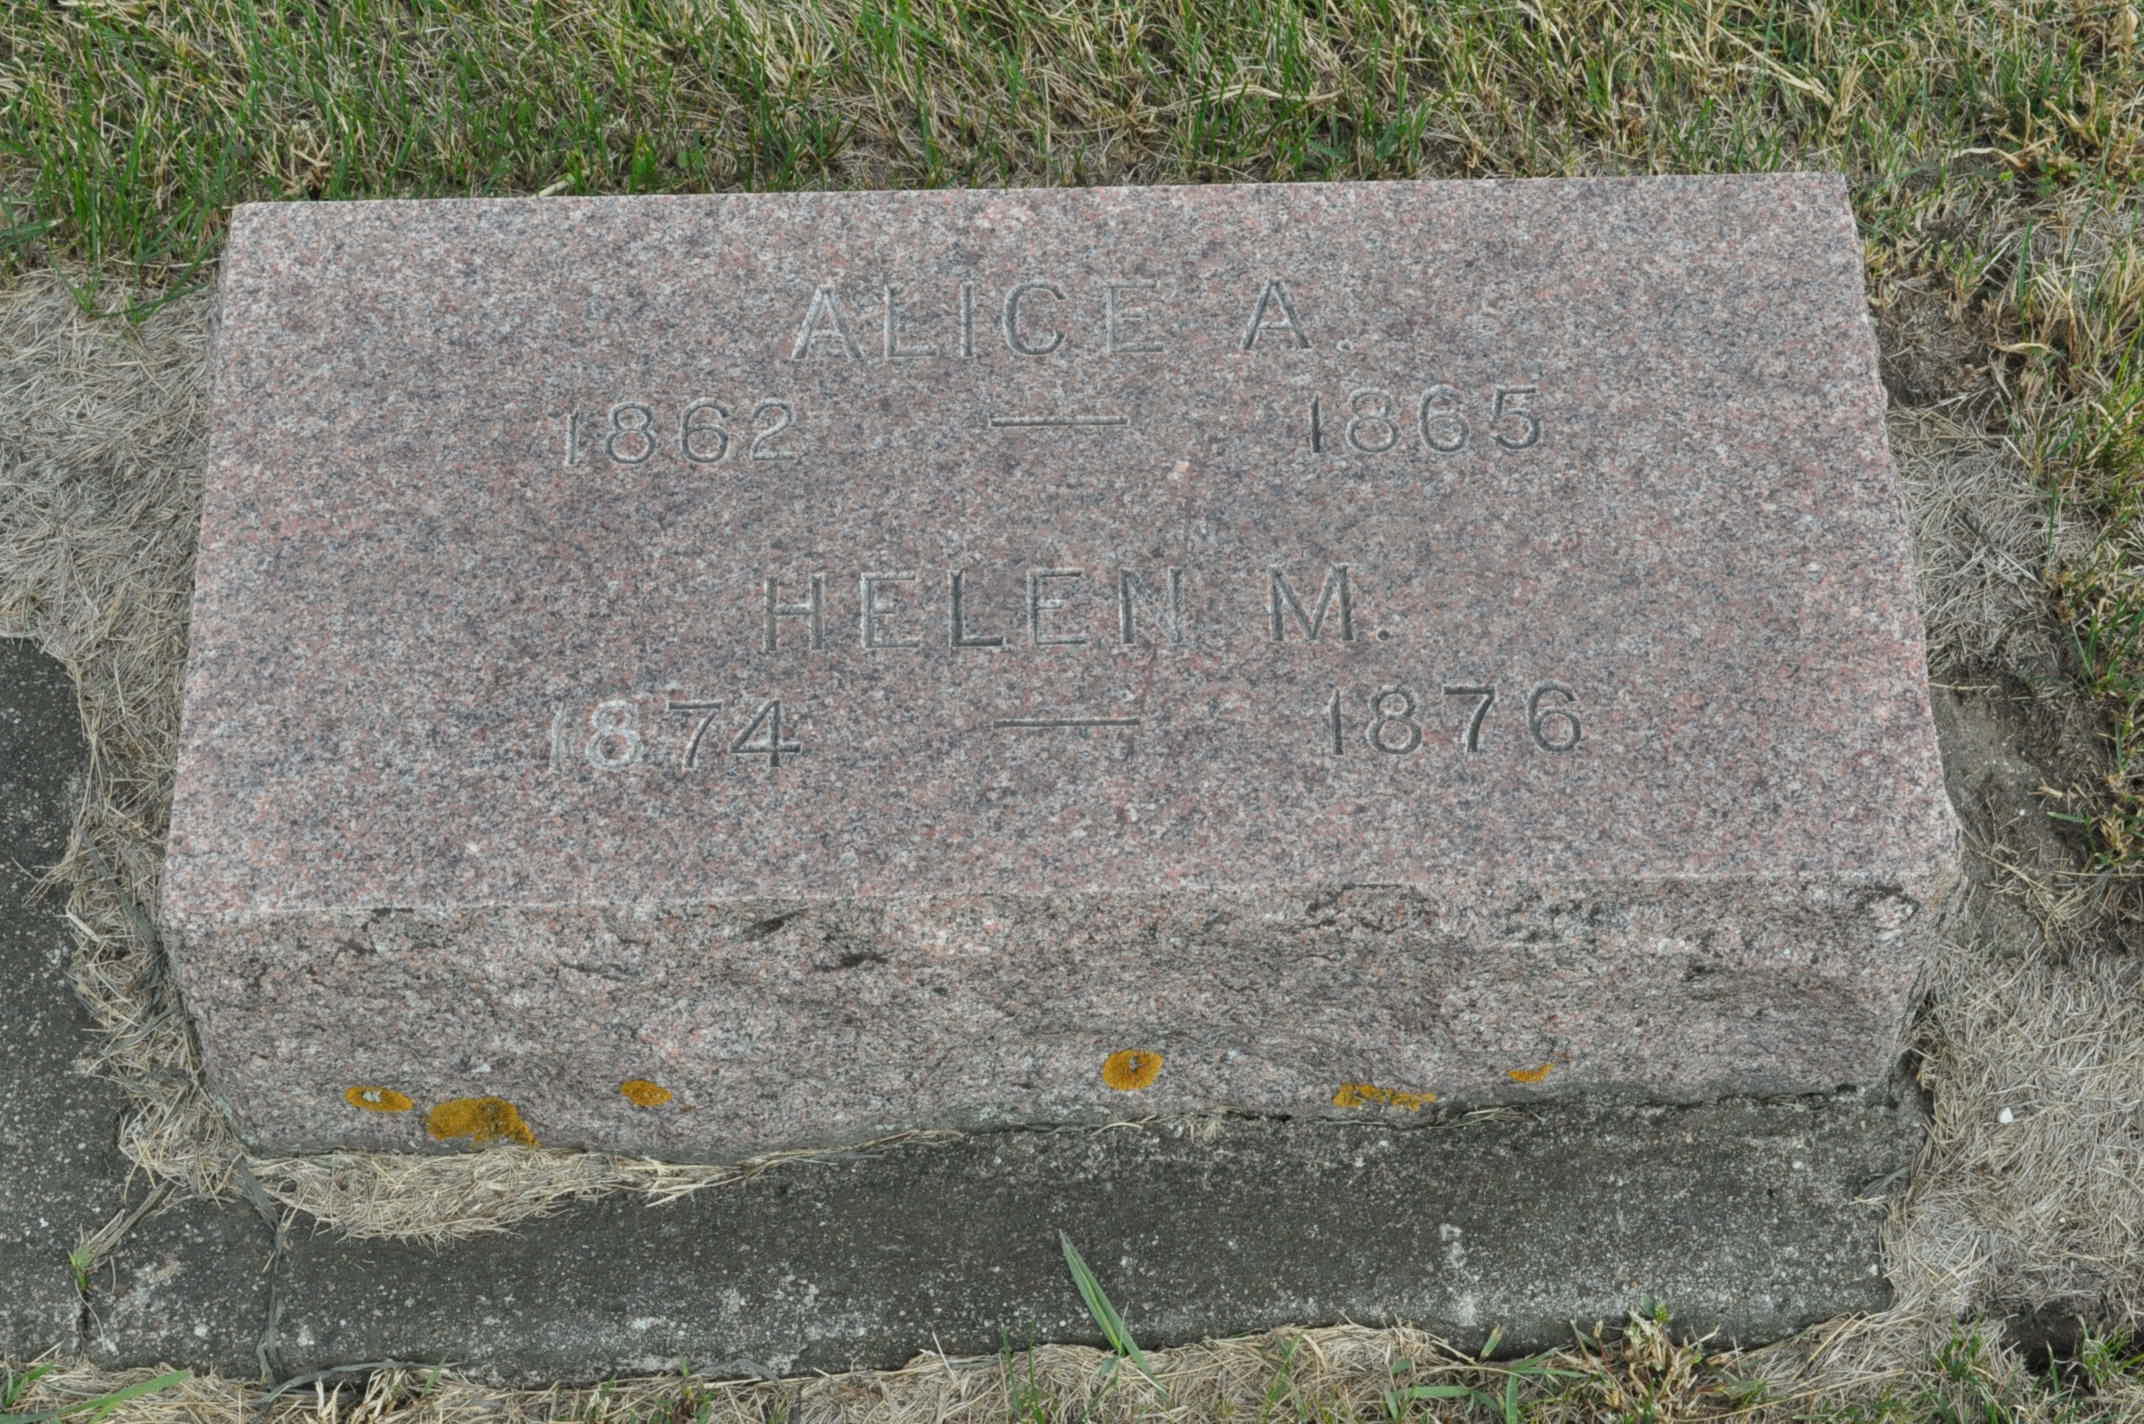 ALICE A.
1862 — 1865
HELEN M.
1874 — 1876